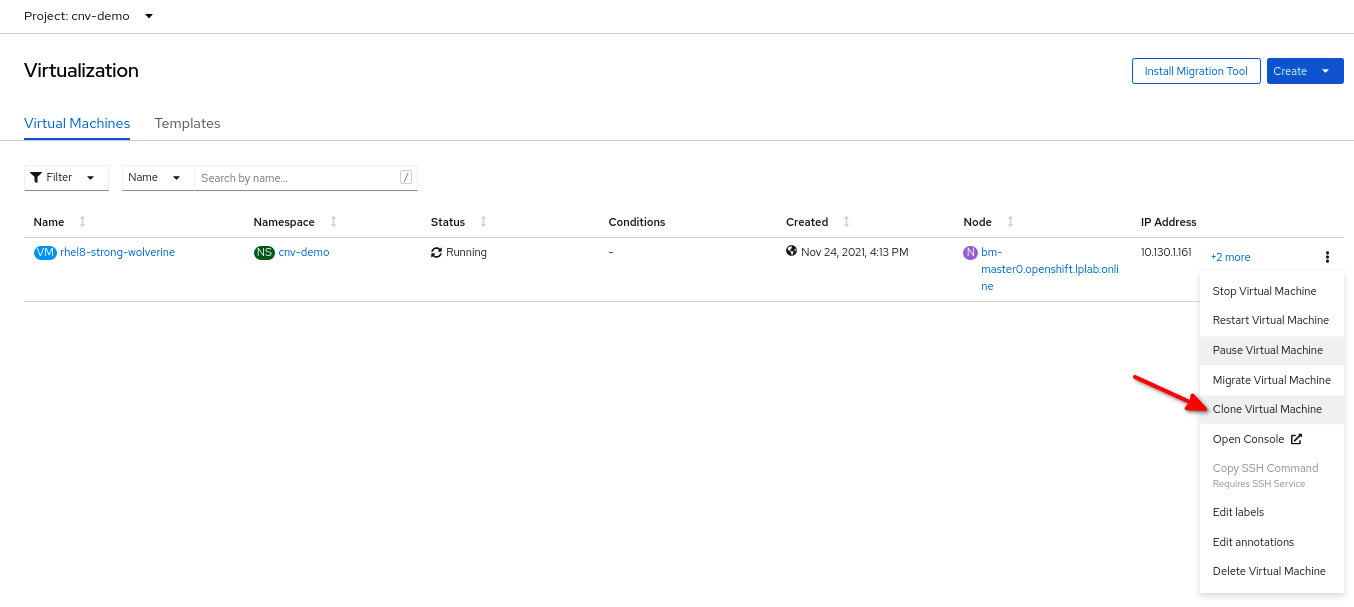 Project: cnv-demo
Virtualization
Install Migration Tool
Create
Virtual Machines
Templates
Filter
Name
Search by name...
/
Name Namespace Status Conditions Created Node IP Address
VM rhel8-strong-wolverine NS cnv-demo Running - Nov 24, 2021, 4:13 PM N bm-
master0.openshift.lplab.onli
ne
10.130.1.161 +2 more
Stop Virtual Machine
Restart Virtual Machine
Pause Virtual Machine
Migrate Virtual Machine
Clone Virtual Machine
Open Console
Copy SSH Command
Requires SSH Service
Edit labels
Edit annotations
Delete Virtual Machine